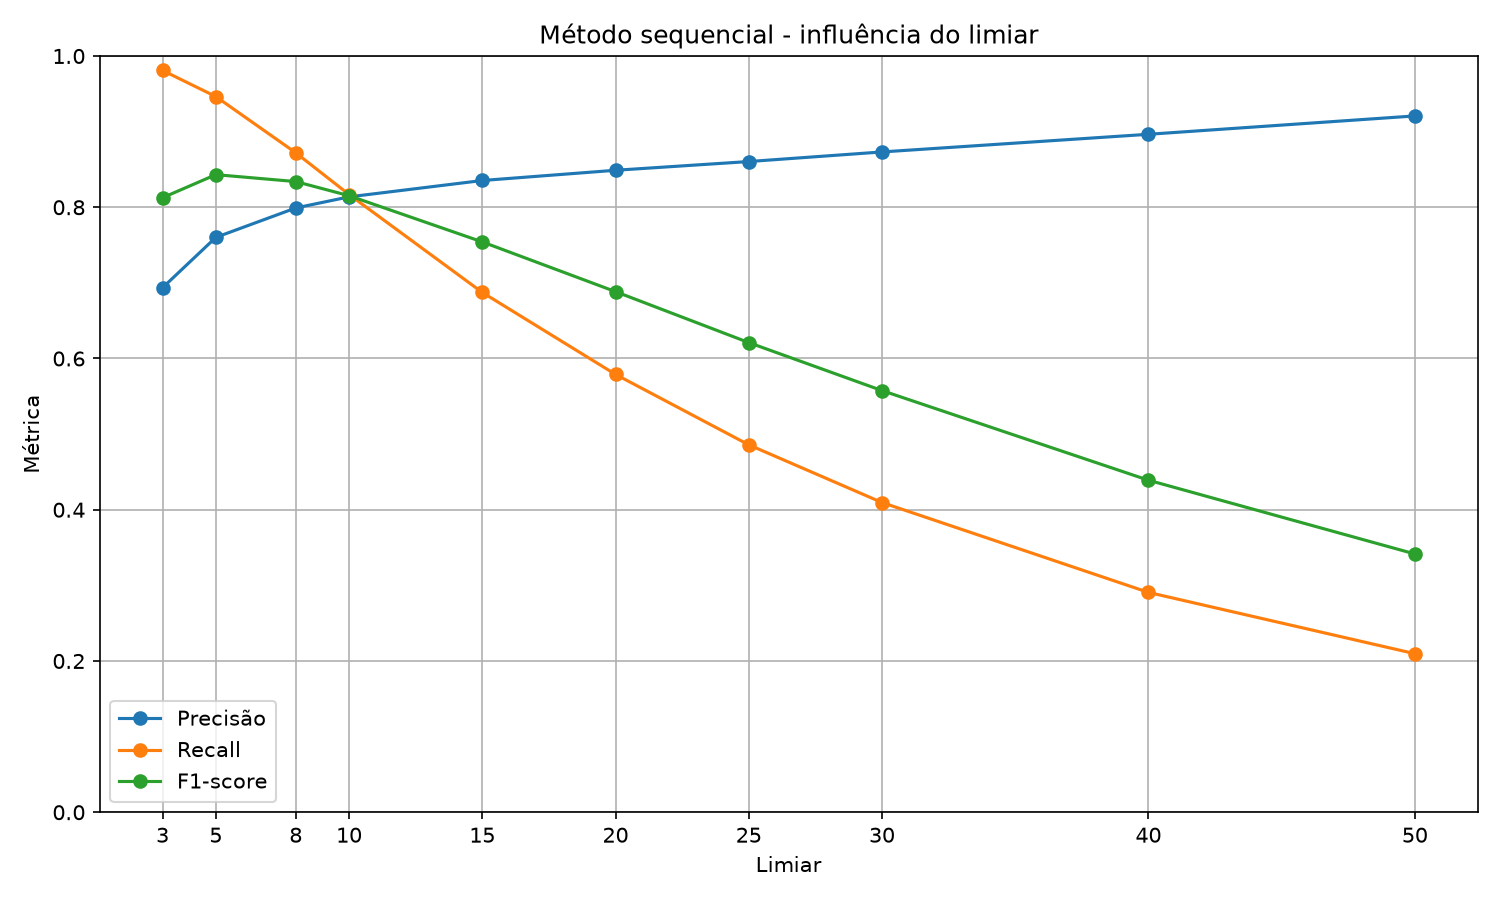 Método sequencial - influência do limiar
1.0
0.8
0.6
0.4
0.2
0.0
Métrica
Precisão
Recall
F1-score
3 5 8 10 15 20 25 30 40 50
Limiar